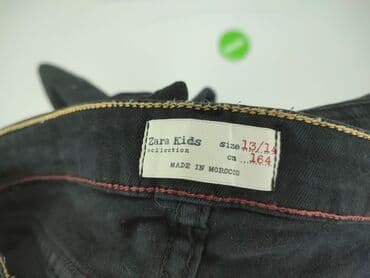 Zara Kids size 13/14
collection cm 164
MADE IN MOROCCO